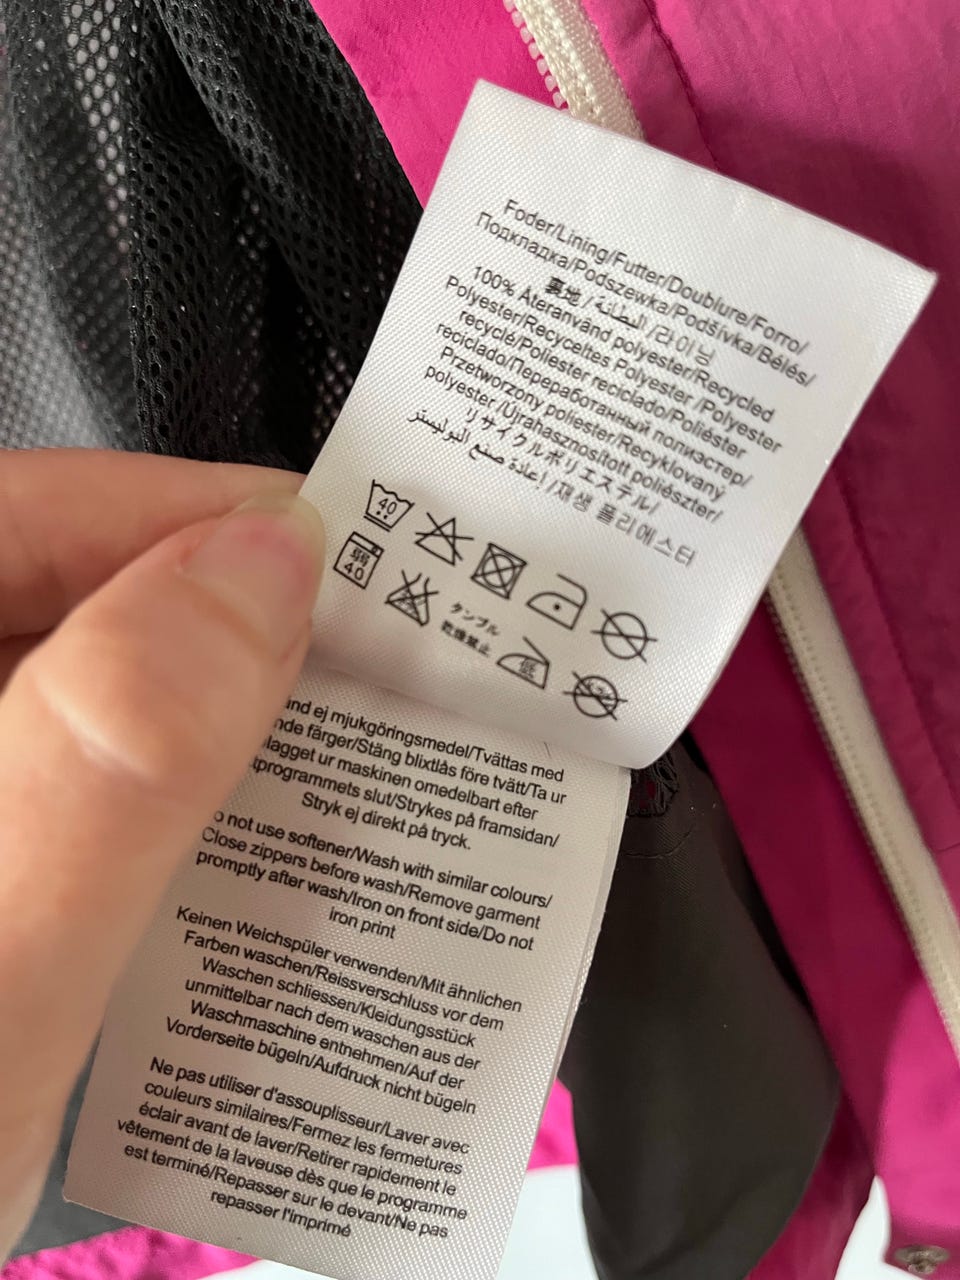 Foder/Lining/Futter/Doublure/Forro/
Подкладка/Podszewka/Podšívka/Bélés/
裏地/البطانة/라이닝
100% Återanvänd polyester/Recycled
Polyester/Recyceltes Polyester /Polyester
recyclé/Poliester reciclado/Poliéster
reciclado/Переработанный полиэстер/
Przetworzony poliester/Recyklovaný
polyester /Újrahasznosított poliészter/
リサイクルポリエステル/
إعادة صنع البوليستر/재생 폴리에스터
40
弱
40
タンブル
乾燥禁止
低
ej mjukgöringsmedel/Tvättas med
färger/Stäng blixtlås före tvätt/Ta ur
plagget ur maskinen omedelbart efter
tprogrammets slut/Strykes på framsidan/
Stryk ej direkt på tryck.
o not use softener/Wash with similar colours/
Close zippers before wash/Remove garment
promptly after wash/Iron on front side/Do not
iron print
Keinen Weichspüler verwenden/Mit ähnlichen
Farben waschen/Reissverschluss vor dem
Waschen schliessen/Kleidungsstück
unmittelbar nach dem waschen aus der
Waschmaschine entnehmen/Auf der
Vorderseite bügeln/Aufdruck nicht bügeln
Ne pas utiliser d'assouplisseur/Laver avec
couleurs similaires/Fermez les fermetures
éclair avant de laver/Retirer rapidement le
vêtement de la laveuse dès que le programme
est terminé/Repasser sur le devant/Ne pas
repasser l'Imprimé